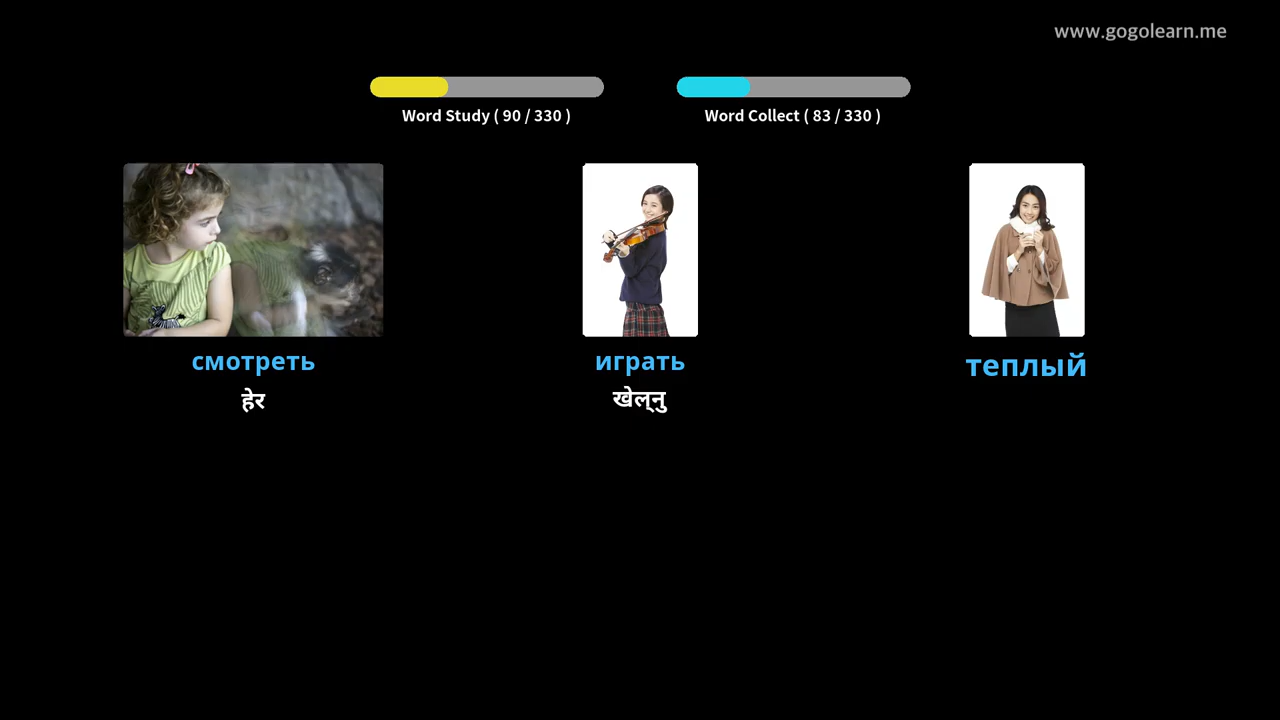 www.gogolearn.me
Word Study ( 90 / 330 )
Word Collect ( 83 / 330 )
смотреть
играть
теплый
हेर
खेल्नु